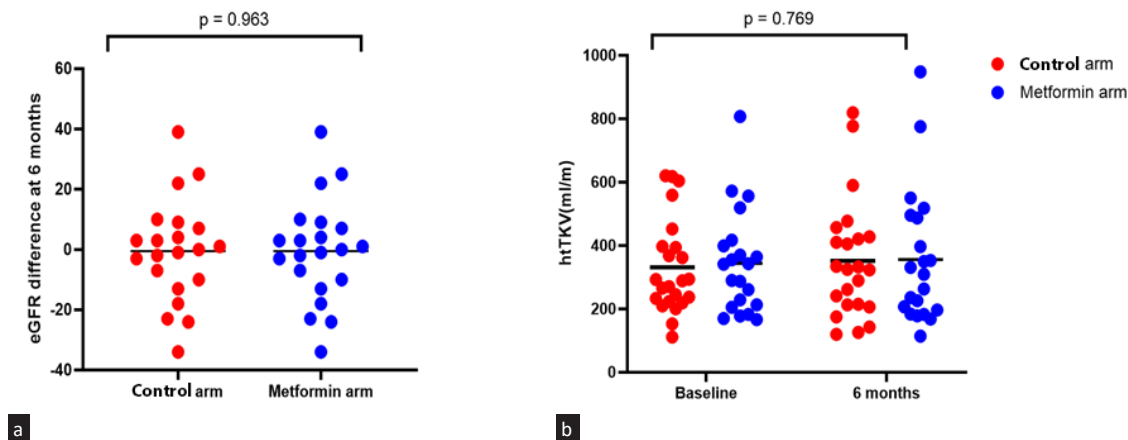 p = 0.963
eGFR difference at 6 months
60
40
20
0
-20
-40
Control arm
Metformin arm
a
p = 0.769
htTKV(ml/m)
1000
800
600
400
200
0
Baseline
6 months
Control arm
Metformin arm
b